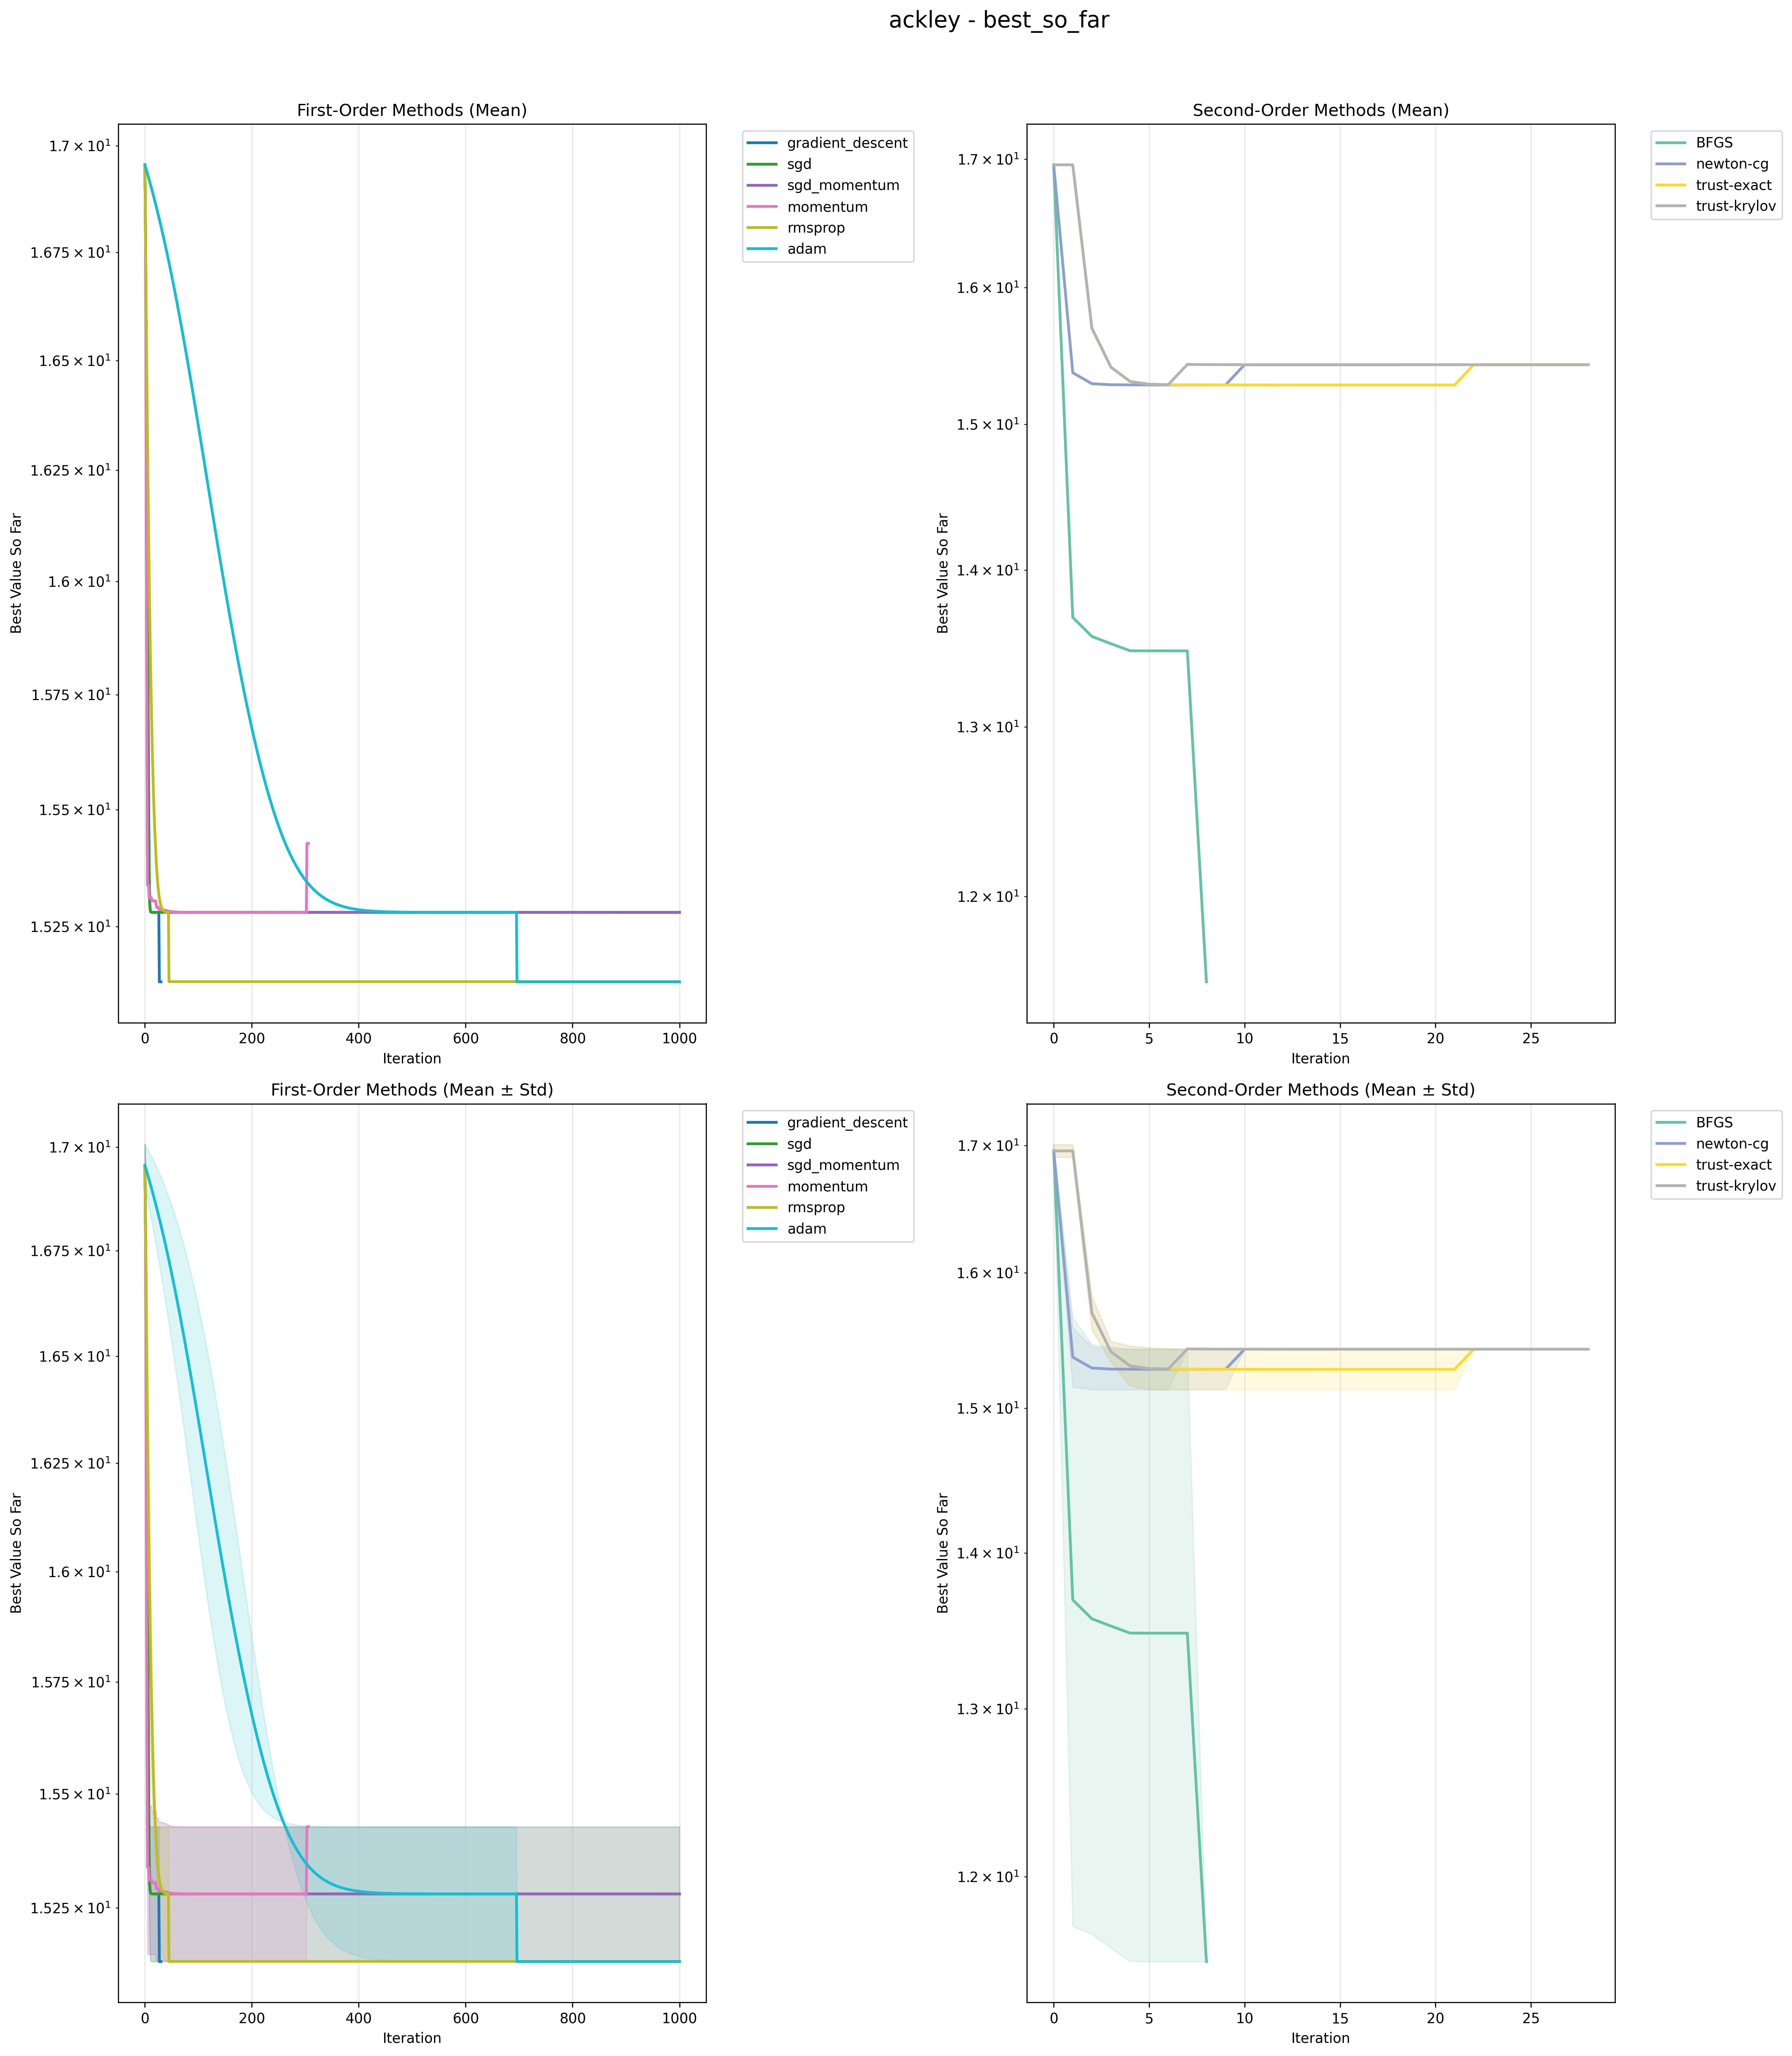 ackley - best_so_far
First-Order Methods (Mean)
1.7 × 10¹
1.675 × 10¹
1.65 × 10¹
1.625 × 10¹
1.6 × 10¹
1.575 × 10¹
1.55 × 10¹
1.525 × 10¹
Best Value So Far
0
200
400
600
800
1000
Iteration
gradient_descent
sgd
sgd_momentum
momentum
rmsprop
adam
Second-Order Methods (Mean)
1.7 × 10¹
1.6 × 10¹
1.5 × 10¹
1.4 × 10¹
1.3 × 10¹
1.2 × 10¹
Best Value So Far
0
5
10
15
20
25
Iteration
BFGS
newton-cg
trust-exact
trust-krylov
First-Order Methods (Mean ± Std)
1.7 × 10¹
1.675 × 10¹
1.65 × 10¹
1.625 × 10¹
1.6 × 10¹
1.575 × 10¹
1.55 × 10¹
1.525 × 10¹
Best Value So Far
0
200
400
600
800
1000
Iteration
gradient_descent
sgd
sgd_momentum
momentum
rmsprop
adam
Second-Order Methods (Mean ± Std)
1.7 × 10¹
1.6 × 10¹
1.5 × 10¹
1.4 × 10¹
1.3 × 10¹
1.2 × 10¹
Best Value So Far
0
5
10
15
20
25
Iteration
BFGS
newton-cg
trust-exact
trust-krylov